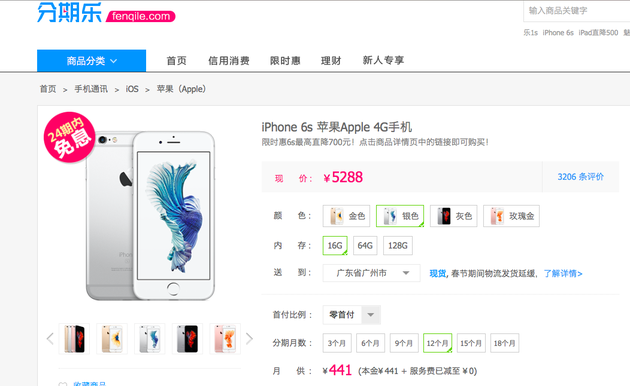 分期乐 fenqile.com
输入商品关键字
乐1s iPhone 6s iPad直降500 魅
商品分类 首页 信用消费 限时惠 理财 新人专享
首页 > 手机通讯 > iOS > 苹果（Apple）
24期内
免息
iPhone 6s 苹果Apple 4G手机
限时惠6s最高直降700元！点击商品详情页中的链接即可购买！
现 价： ¥5288 3206 条评价
颜 色： 金色 银色 灰色 玫瑰金
内 存： 16G 64G 128G
送 到： 广东省广州市 现货, 春节期间物流发货延缓, 了解详情>
首付比例： 零首付
分期月数： 3个月 6个月 9个月 12个月 15个月 18个月
月 供： ¥441 (本金¥ 441 + 服务费已减至 ¥ 0)
收藏商品